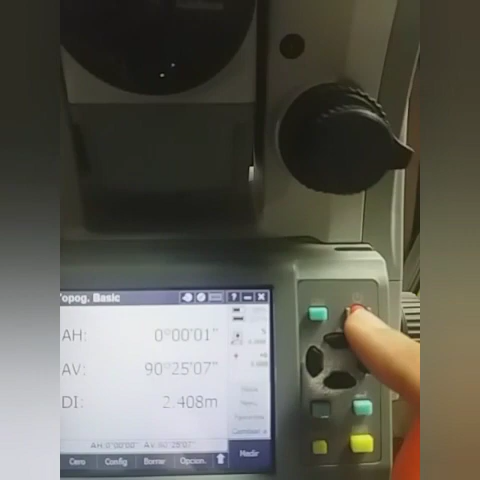 Topog. Basic
AH: 0°00'01"
AV: 90°25'07"
DI: 2.408m
AH:0°00'00" AV:90°25'07"
Cero Config Borrar Opcion. Medir